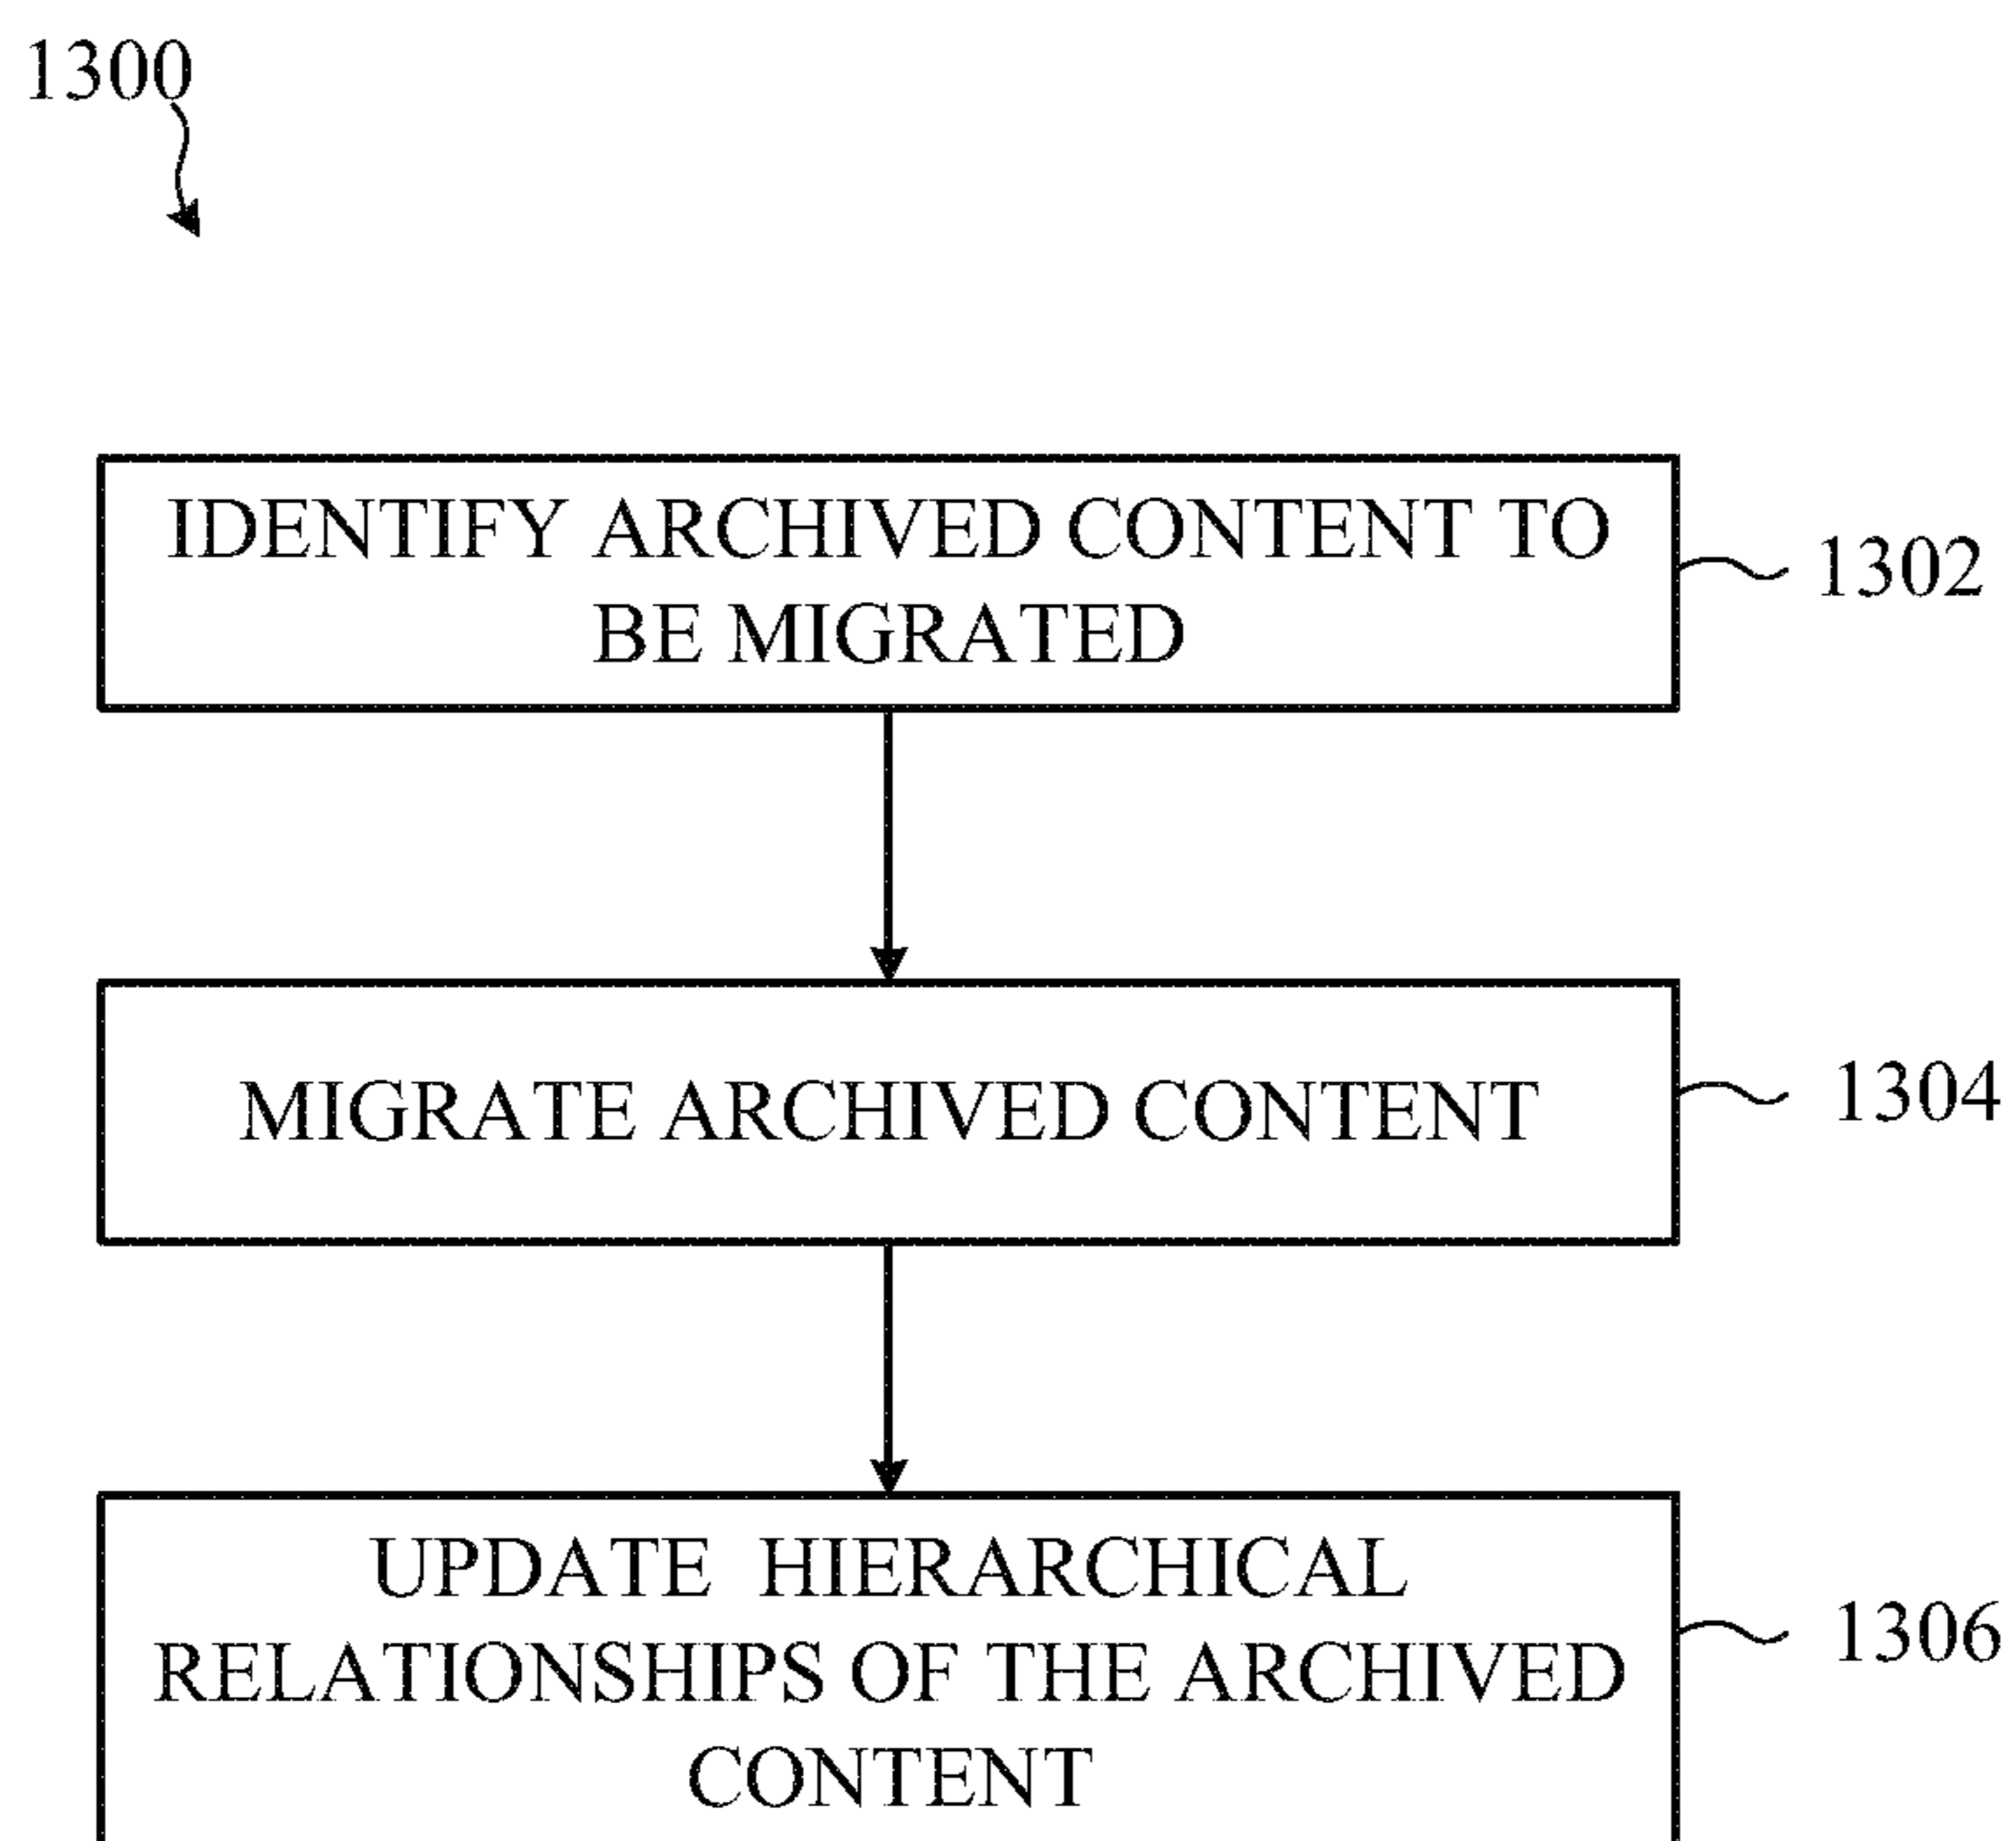 1300
IDENTIFY ARCHIVED CONTENT TO
BE MIGRATED
1302
MIGRATE ARCHIVED CONTENT
1304
UPDATE HIERARCHICAL
RELATIONSHIPS OF THE ARCHIVED
CONTENT
1306